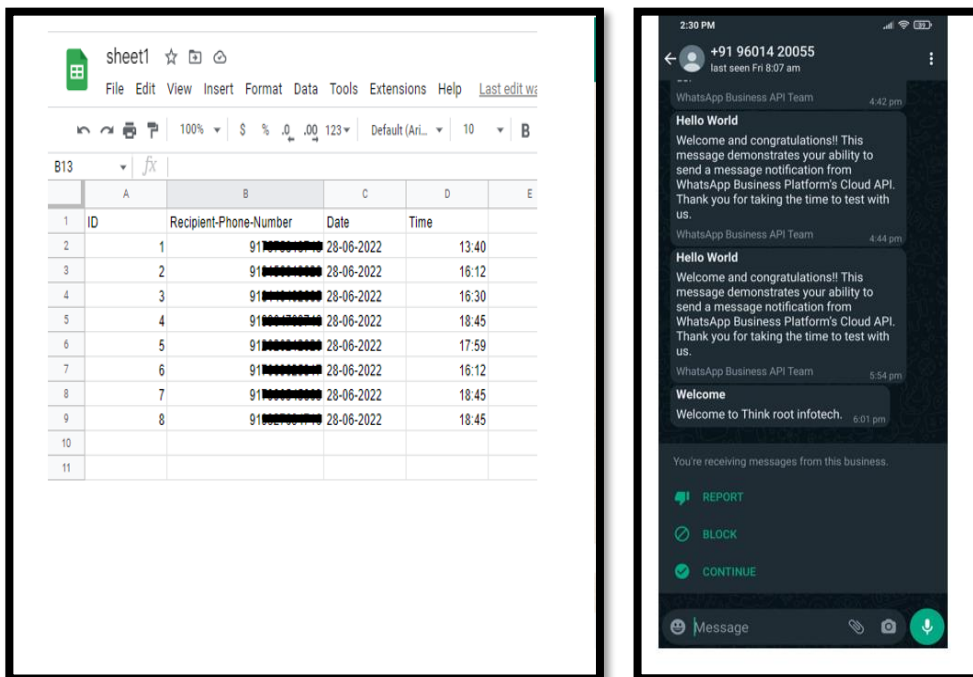 sheet1
File Edit View Insert Format Data Tools Extensions Help Last edit wa
100% $ % .0 .00 123 Default (Ari... 10 B
B13 fx
A B C D E
1 ID Recipient-Phone-Number Date Time
2 1 91 28-06-2022 13:40
3 2 91 28-06-2022 16:12
4 3 91 28-06-2022 16:30
5 4 91 28-06-2022 18:45
6 5 91 28-06-2022 17:59
7 6 91 28-06-2022 16:12
8 7 91 28-06-2022 18:45
9 8 91 28-06-2022 18:45
10
11
2:30 PM
+91 96014 20055
last seen Fri 8:07 am
WhatsApp Business API Team 4:42 pm
Hello World
Welcome and congratulations!! This
message demonstrates your ability to
send a message notification from
WhatsApp Business Platform's Cloud API.
Thank you for taking the time to test with
us.
WhatsApp Business API Team 4:44 pm
Hello World
Welcome and congratulations!! This
message demonstrates your ability to
send a message notification from
WhatsApp Business Platform's Cloud API.
Thank you for taking the time to test with
us.
WhatsApp Business API Team 5:54 pm
Welcome
Welcome to Think root infotech. 6:01 pm
You're receiving messages from this business.
REPORT
BLOCK
CONTINUE
Message